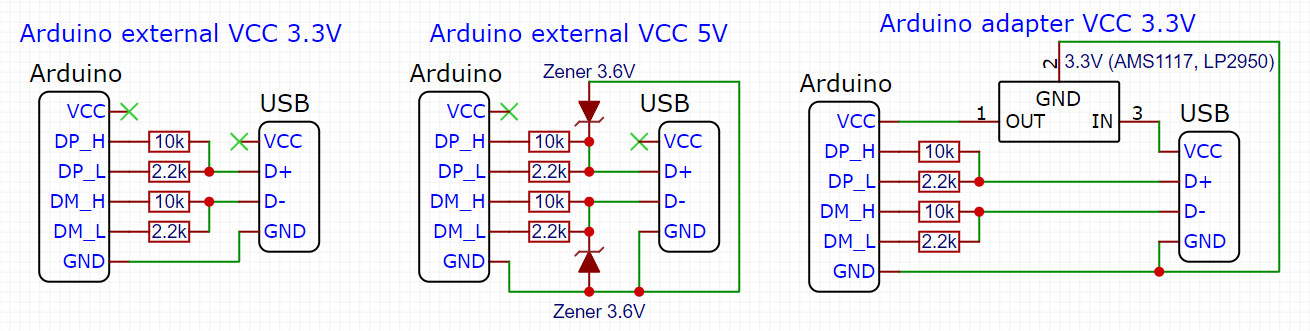 Arduino external VCC 3.3V
Arduino
USB
VCC
DP_H 10k VCC
DP_L 2.2k D+
DM_H 10k D-
DM_L 2.2k GND
GND
Arduino external VCC 5V
Arduino
Zener 3.6V
USB
VCC
DP_H 10k VCC
DP_L 2.2k D+
DM_H 10k D-
DM_L 2.2k GND
GND
Zener 3.6V
Arduino adapter VCC 3.3V
2 3.3V (AMS1117, LP2950)
Arduino
GND
USB
VCC 1 OUT IN 3
DP_H 10k VCC
DP_L 2.2k D+
DM_H 10k D-
DM_L 2.2k GND
GND